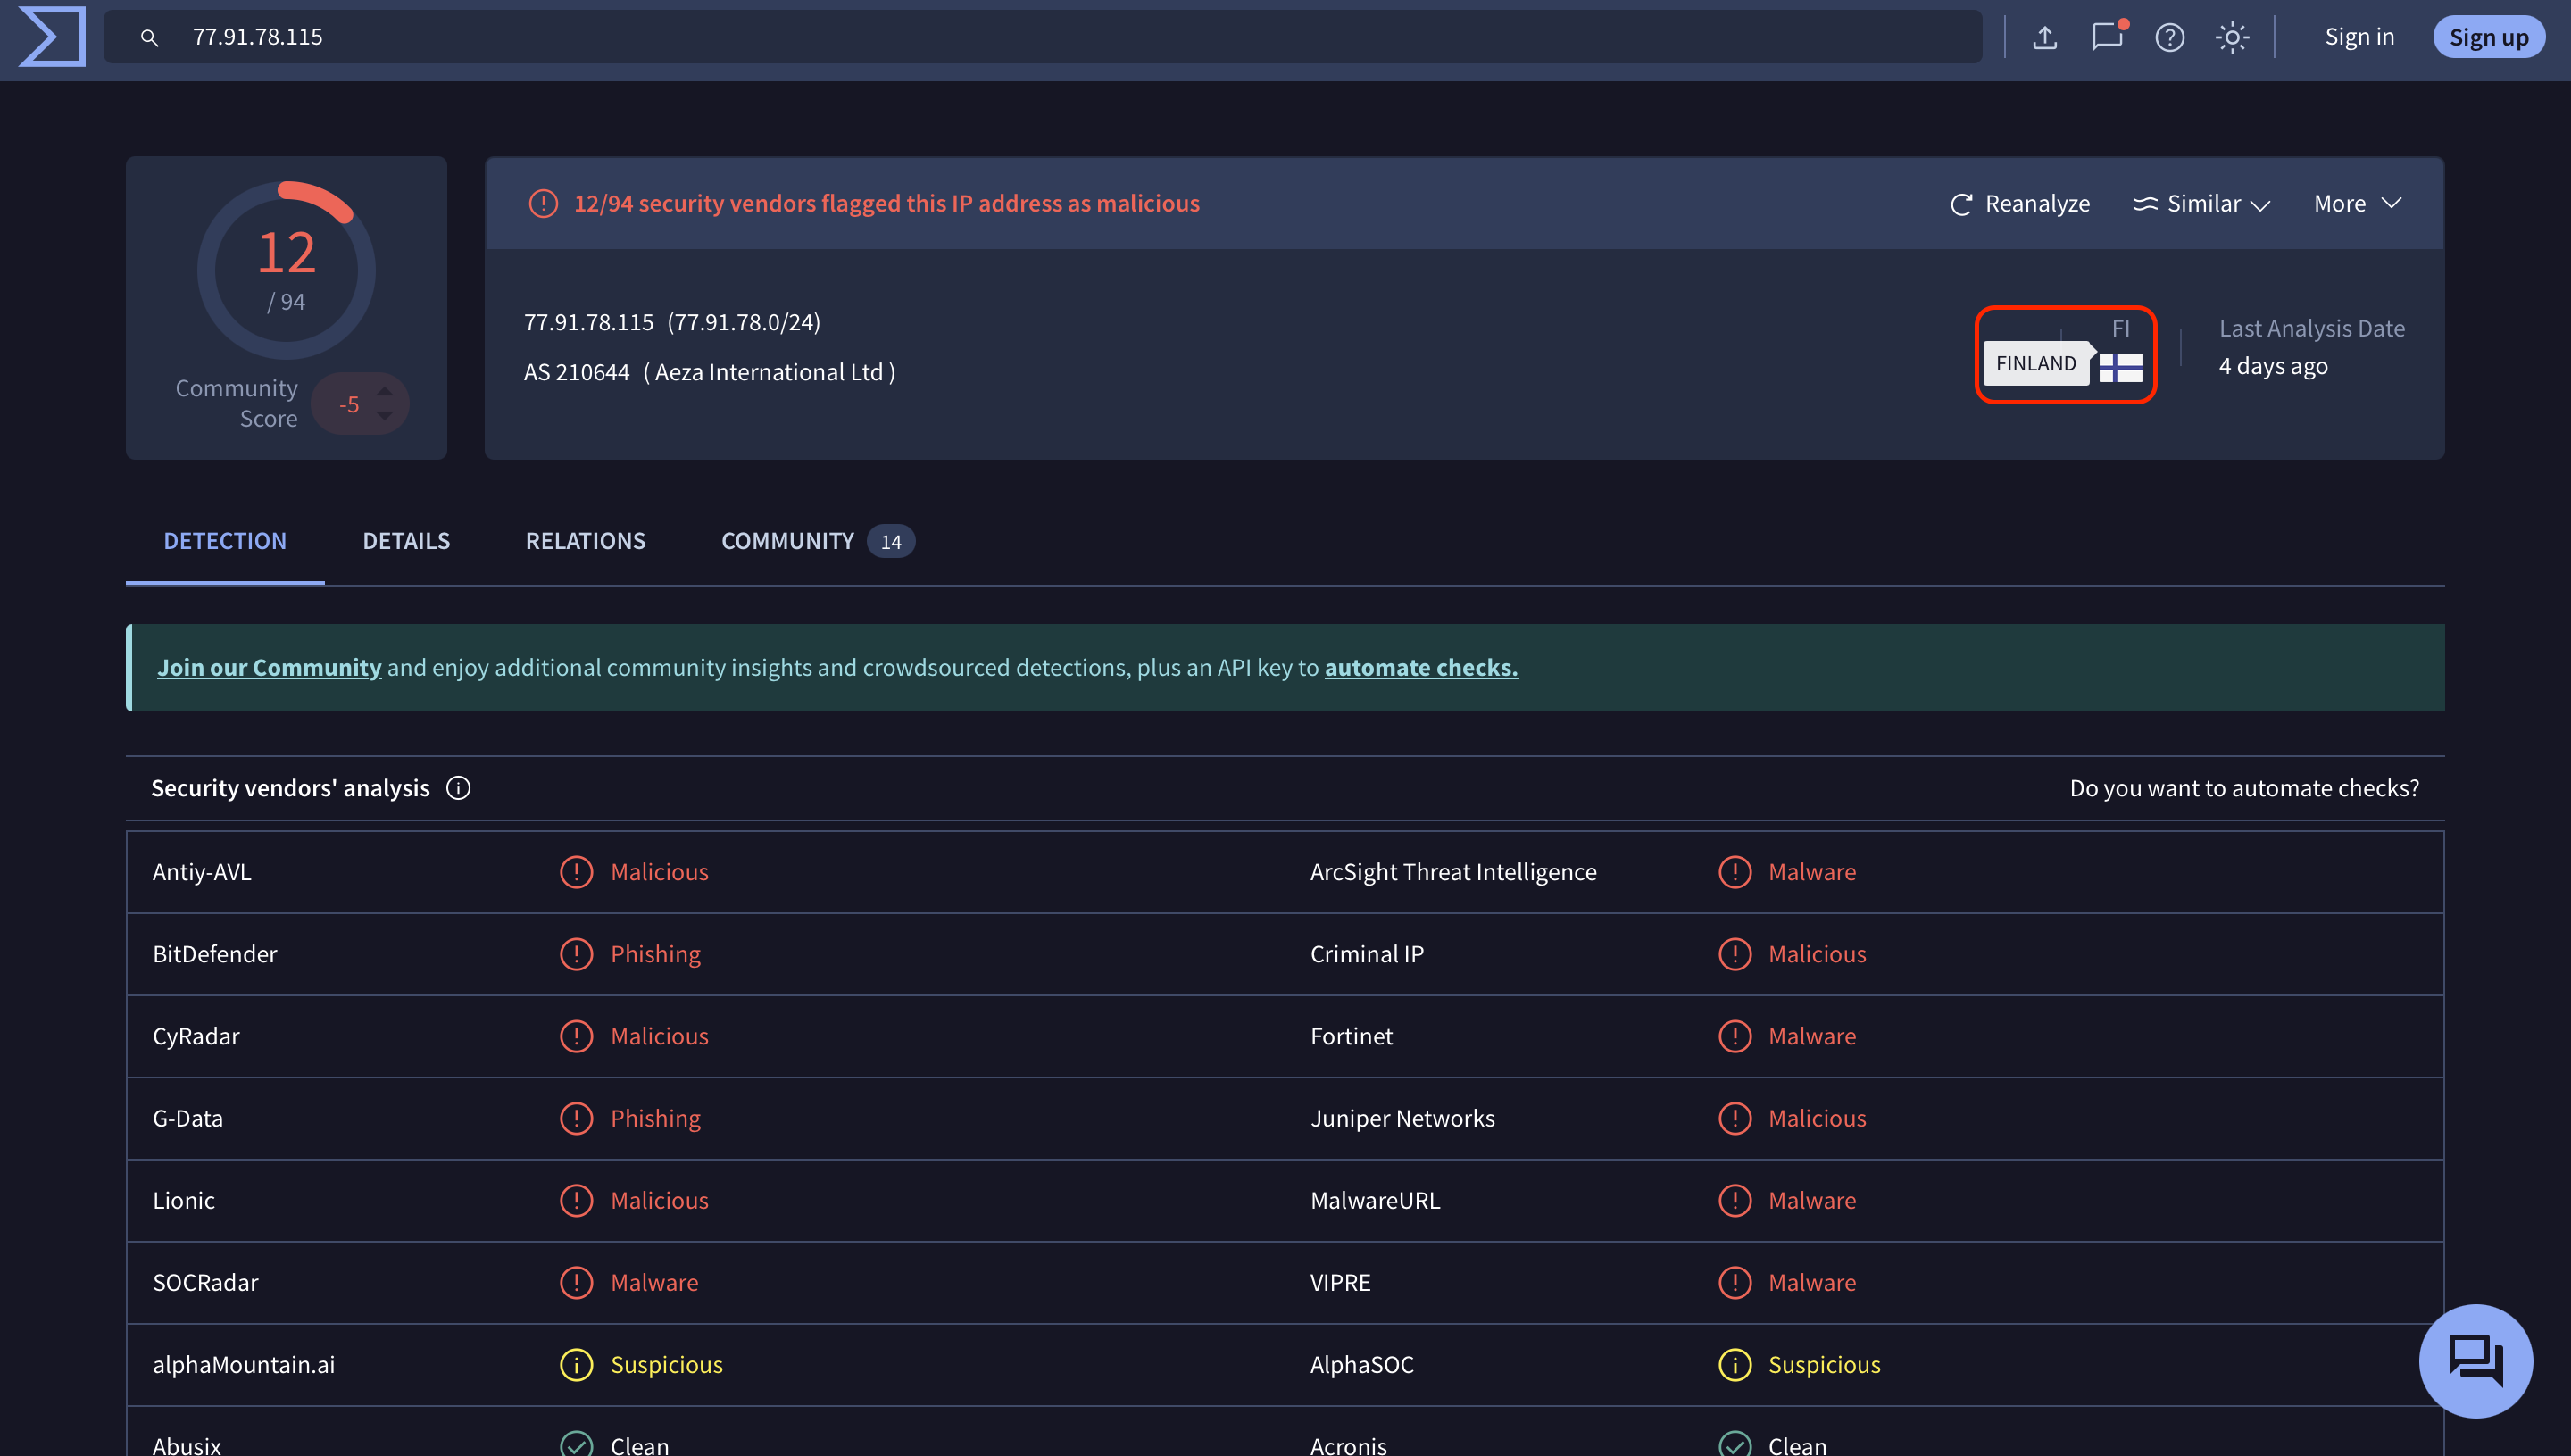 77.91.78.115
Sign in
Sign up
12
/ 94
Community Score
-5
12/94 security vendors flagged this IP address as malicious
Reanalyze
Similar
More
77.91.78.115 (77.91.78.0/24)
AS 210644 ( Aeza International Ltd )
FI
FINLAND
Last Analysis Date
4 days ago
DETECTION
DETAILS
RELATIONS
COMMUNITY 14
Join our Community and enjoy additional community insights and crowdsourced detections, plus an API key to automate checks.
Security vendors' analysis
Do you want to automate checks?
Antiy-AVL Malicious ArcSight Threat Intelligence Malware
BitDefender Phishing Criminal IP Malicious
CyRadar Malicious Fortinet Malware
G-Data Phishing Juniper Networks Malicious
Lionic Malicious MalwareURL Malware
SOCRadar Malware VIPRE Malware
alphaMountain.ai Suspicious AlphaSOC Suspicious
Abusix Clean Acronis Clean